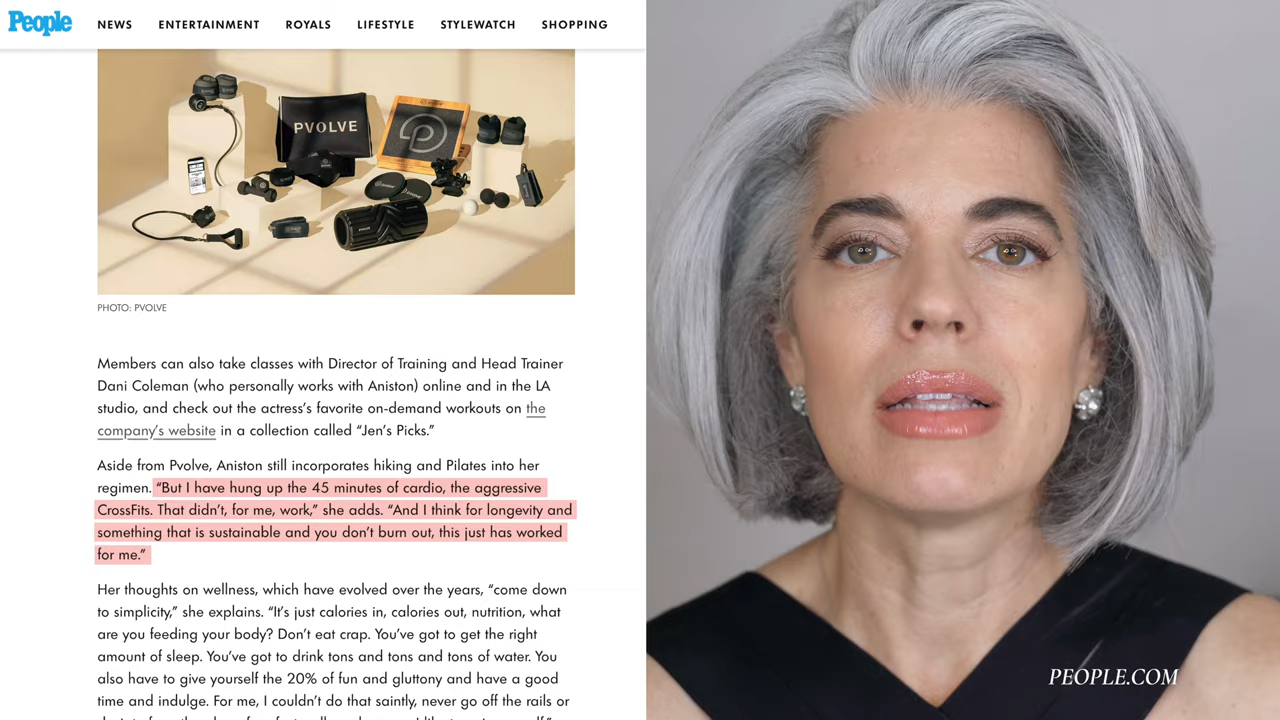 People NEWS ENTERTAINMENT ROYALS LIFESTYLE STYLEWATCH SHOPPING
PVOLVE
PVOLVE
PHOTO: PVOLVE
Members can also take classes with Director of Training and Head Trainer
Dani Coleman (who personally works with Aniston) online and in the LA
studio, and check out the actress’s favorite on-demand workouts on the
company’s website in a collection called “Jen’s Picks.”
Aside from Pvolve, Aniston still incorporates hiking and Pilates into her
regimen. “But I have hung up the 45 minutes of cardio, the aggressive
CrossFits. That didn’t, for me, work,” she adds. “And I think for longevity and
something that is sustainable and you don’t burn out, this just has worked
for me.”
Her thoughts on wellness, which have evolved over the years, “come down
to simplicity,” she explains. “It’s just calories in, calories out, nutrition, what
are you feeding your body? Don’t eat crap. You’ve got to get the right
amount of sleep. You’ve got to drink tons and tons and tons of water. You
also have to give yourself the 20% of fun and gluttony and have a good
time and indulge. For me, I couldn’t do that saintly, never go off the rails or
PEOPLE.COM